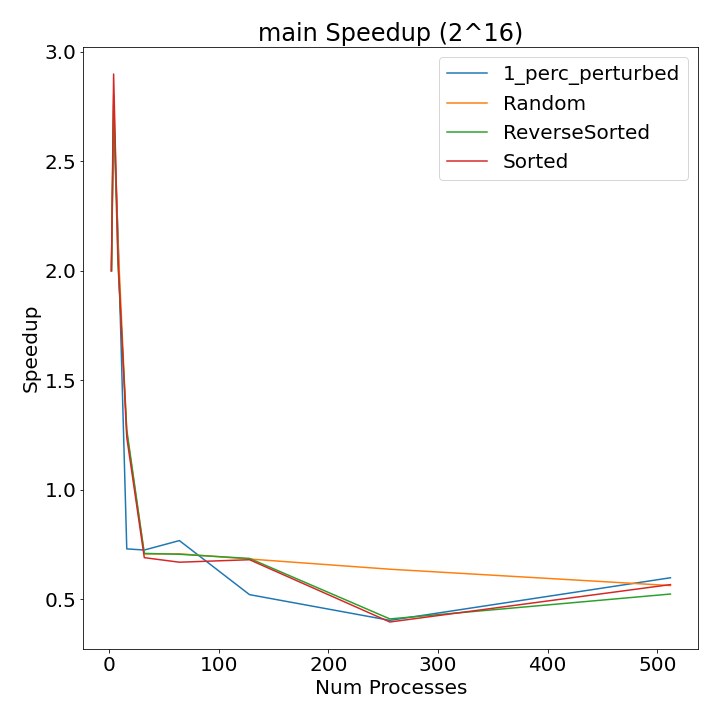 main Speedup (2^16)
3.0
2.5
2.0
1.5
1.0
0.5
Speedup
1_perc_perturbed
Random
ReverseSorted
Sorted
0 100 200 300 400 500
Num Processes